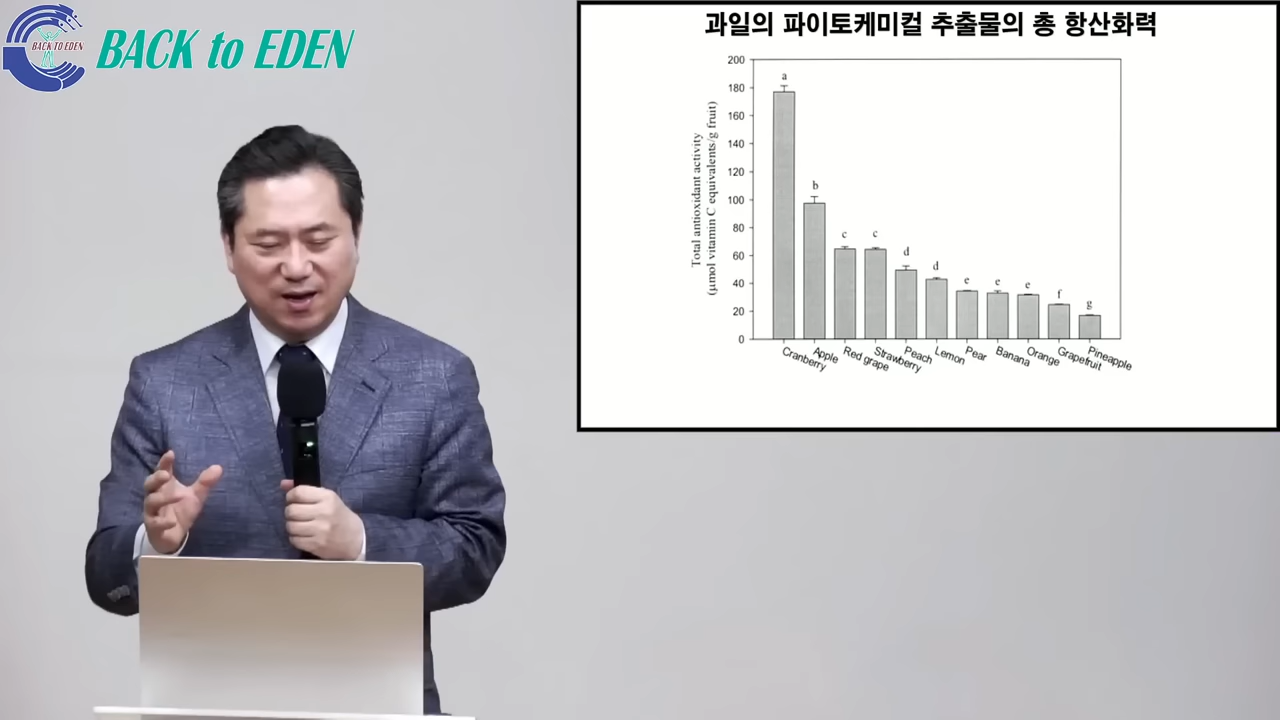 BACK TO EDEN
BACK to EDEN
과일의 파이토케미컬 추출물의 총 항산화력
Total antioxidant activity
(μmol vitamin C equivalents/g fruit)
200
180
160
140
120
100
80
60
40
20
0
a
b
c
c
d
d
e
e
e
f
g
Cranberry
Apple
Red grape
Strawberry
Peach
Lemon
Pear
Banana
Orange
Grapefruit
Pineapple